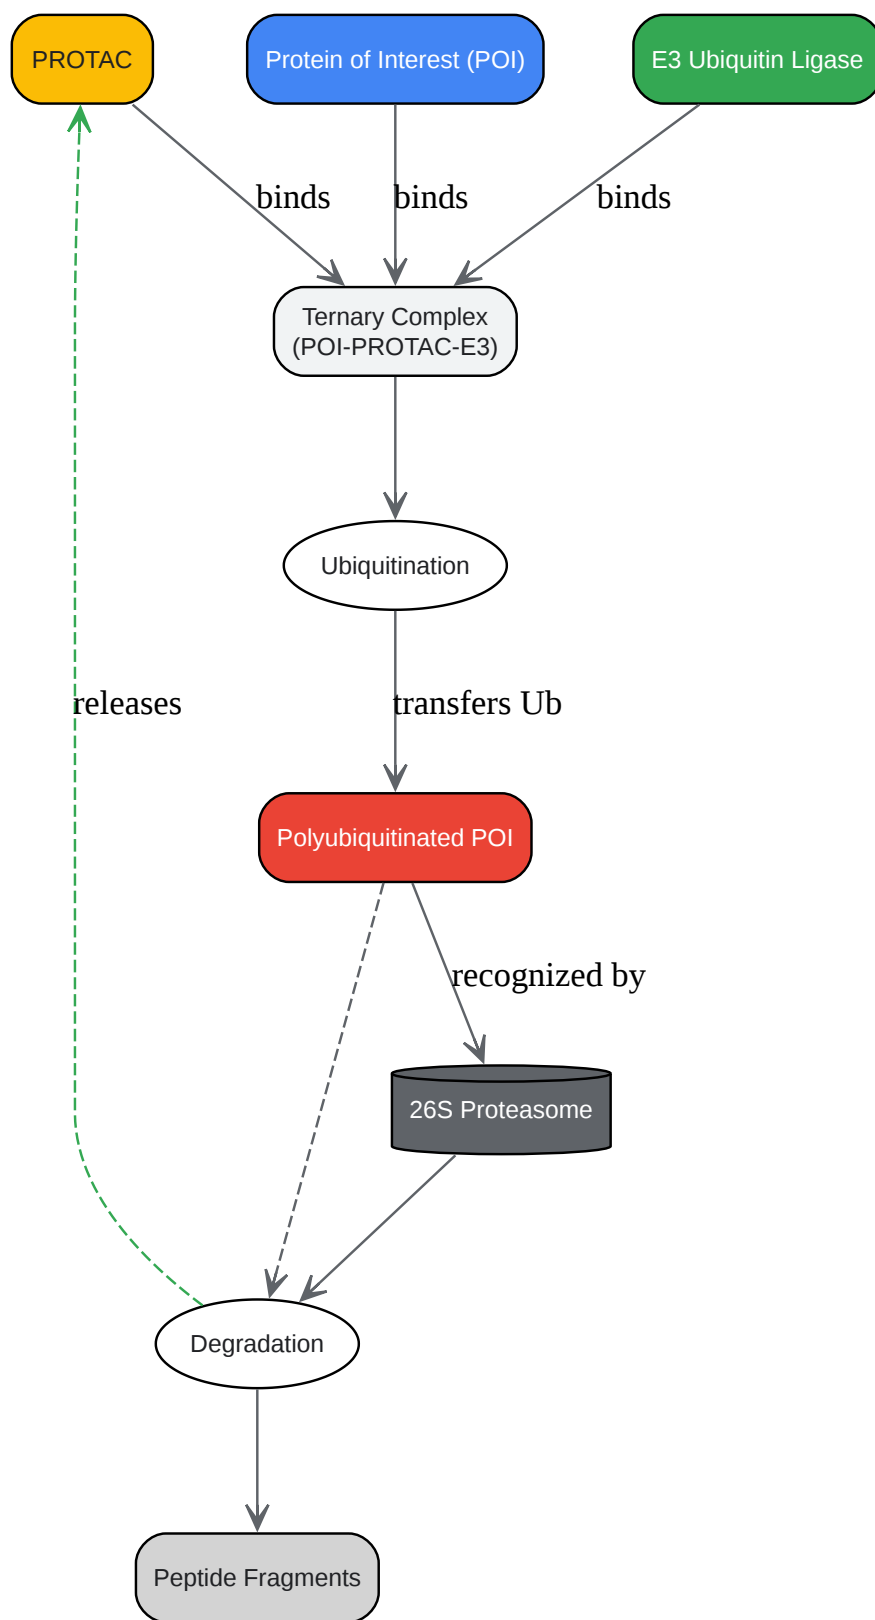 PROTAC
Protein of Interest (POI)
E3 Ubiquitin Ligase
binds
binds
binds
Ternary Complex
(POI-PROTAC-E3)
Ubiquitination
releases
transfers Ub
Polyubiquitinated POI
recognized by
26S Proteasome
Degradation
Peptide Fragments